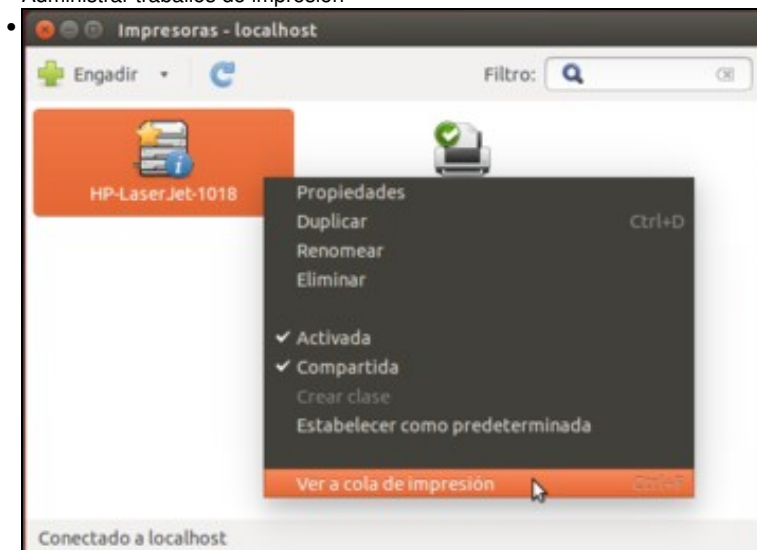 Administrar traballos de impresión
Impresoras - localhost
Engadir
Filtro:
HP-LaserJet-1018
Propiedades
Duplicar Ctrl+D
Renomear
Eliminar
Activada
Compartida
Crear clase
Estabelecer como predeterminada
Ver a cola de impresión Ctrl+F
Conectado a localhost